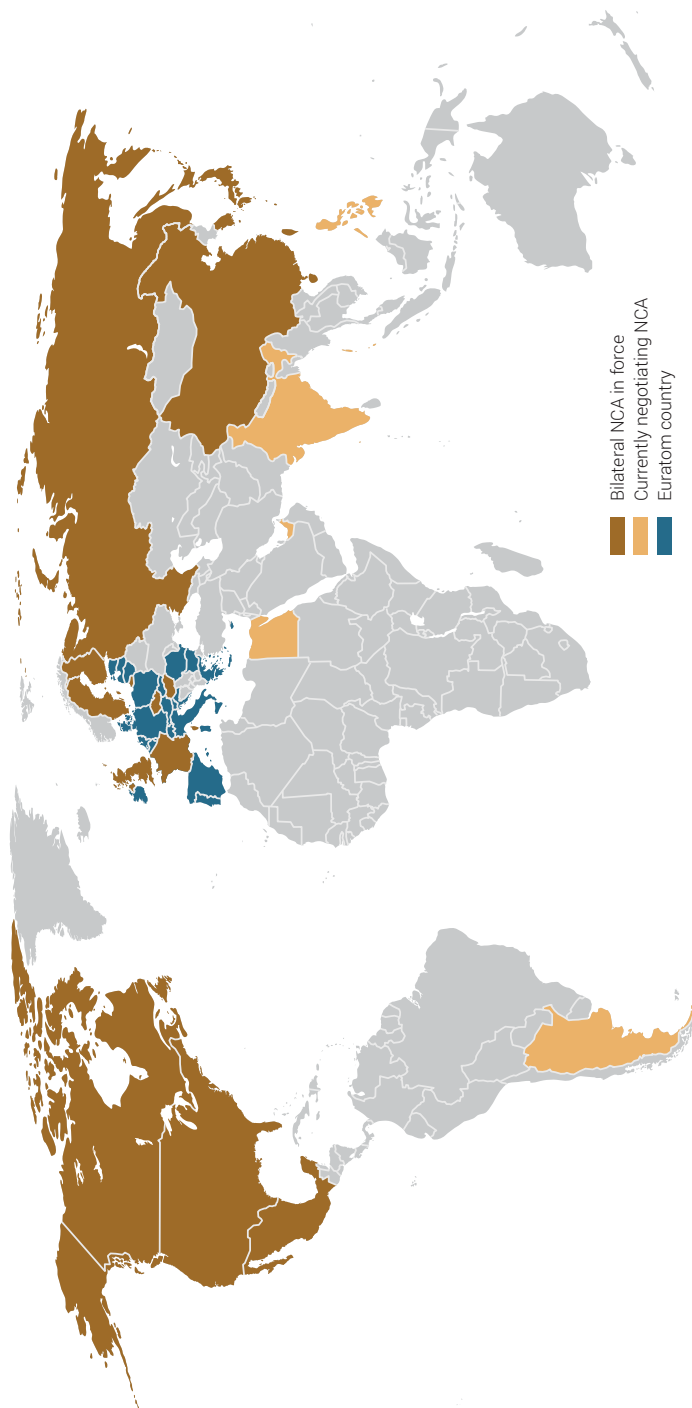 Bilateral NCA in force
Currently negotiating NCA
Euratom country